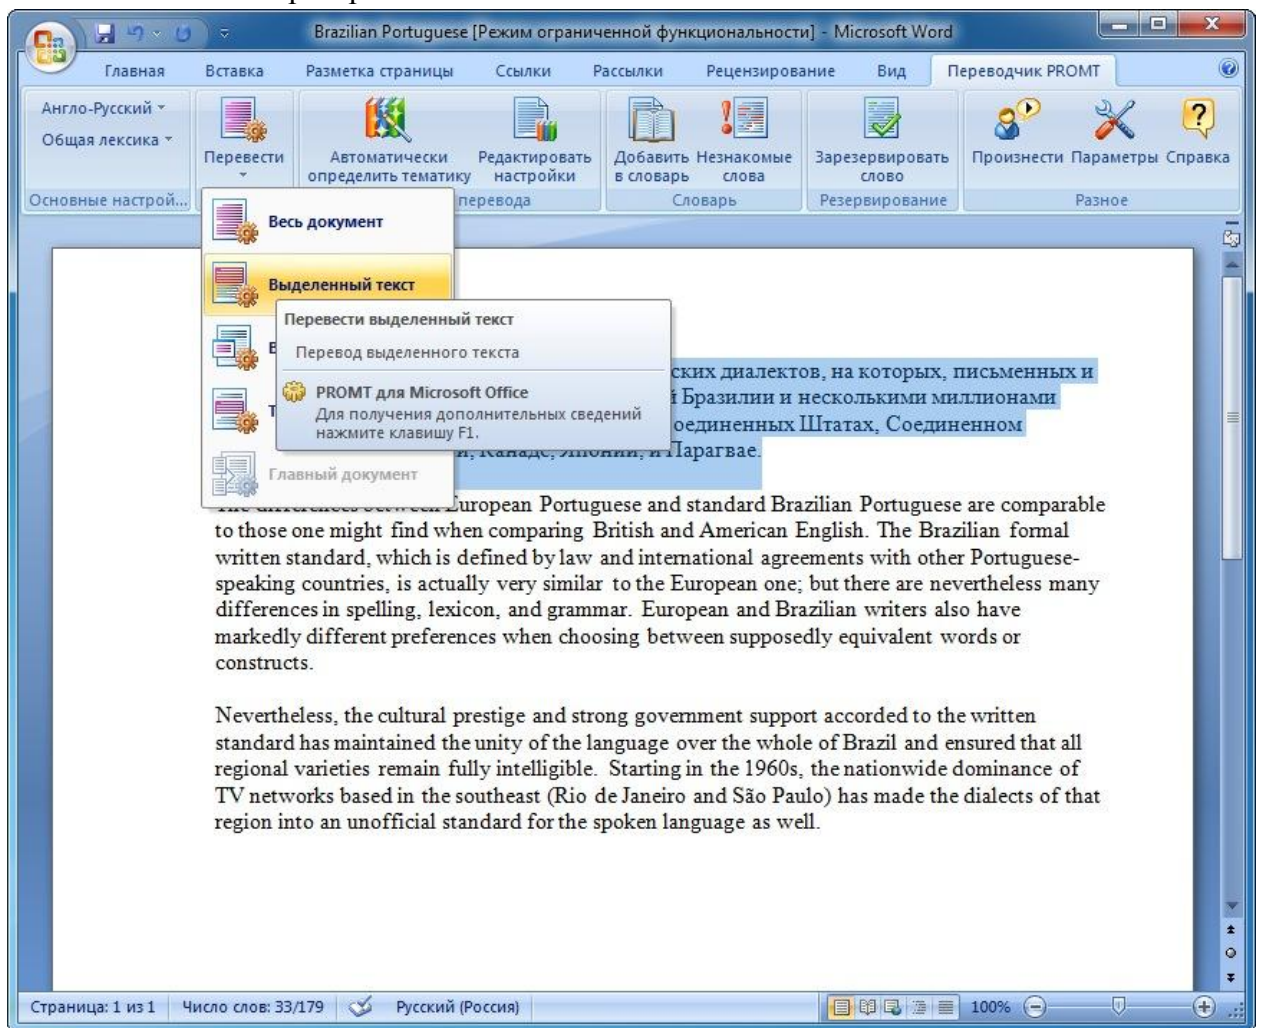 Brazilian Portuguese [Режим ограниченной функциональности] - Microsoft Word
Главная Вставка Разметка страницы Ссылки Рассылки Рецензирование Вид Переводчик PROMT
Англо-Русский
Общая лексика
Перевести
Автоматически определить тематику
Редактировать настройки
Добавить в словарь
Незнакомые слова
Зарезервировать слово
Произнести Параметры Справка
Основные настрой... перевода Словарь Резервирование Разное
Весь документ
Выделенный текст
Перевести выделенный текст
Перевод выделенного текста
PROMT для Microsoft Office
Для получения дополнительных сведений
нажмите клавишу F1.
Главный документ
ских диалектов, на которых, письменных и
й Бразилии и несколькими миллионами
оединенных Штатах, Соединенном
и, Канаде, Японии, и Парагвае.
The differences between European Portuguese and standard Brazilian Portuguese are comparable
to those one might find when comparing British and American English. The Brazilian formal
written standard, which is defined by law and international agreements with other Portuguese-
speaking countries, is actually very similar to the European one; but there are nevertheless many
differences in spelling, lexicon, and grammar. European and Brazilian writers also have
markedly different preferences when choosing between supposedly equivalent words or
constructs.
Nevertheless, the cultural prestige and strong government support accorded to the written
standard has maintained the unity of the language over the whole of Brazil and ensured that all
regional varieties remain fully intelligible. Starting in the 1960s, the nationwide dominance of
TV networks based in the southeast (Rio de Janeiro and São Paulo) has made the dialects of that
region into an unofficial standard for the spoken language as well.
Страница: 1 из 1 Число слов: 33/179 Русский (Россия) 100%